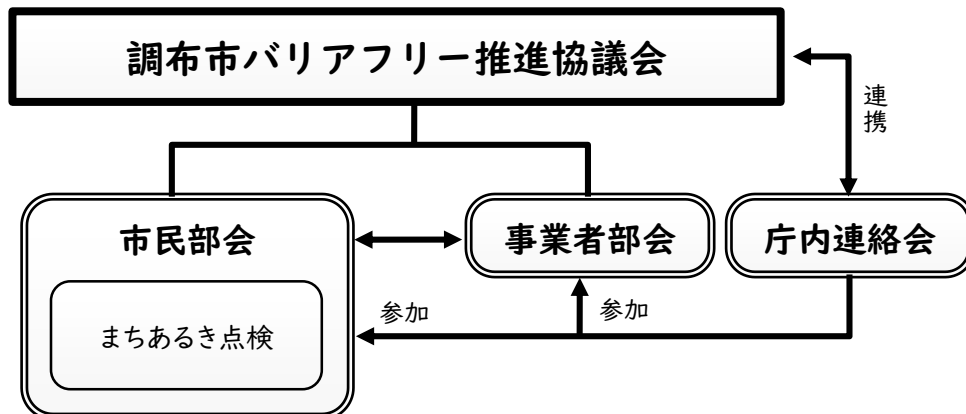 調布市バリアフリー推進協議会
連携
市民部会
事業者部会
庁内連絡会
まちあるき点検
参加
参加